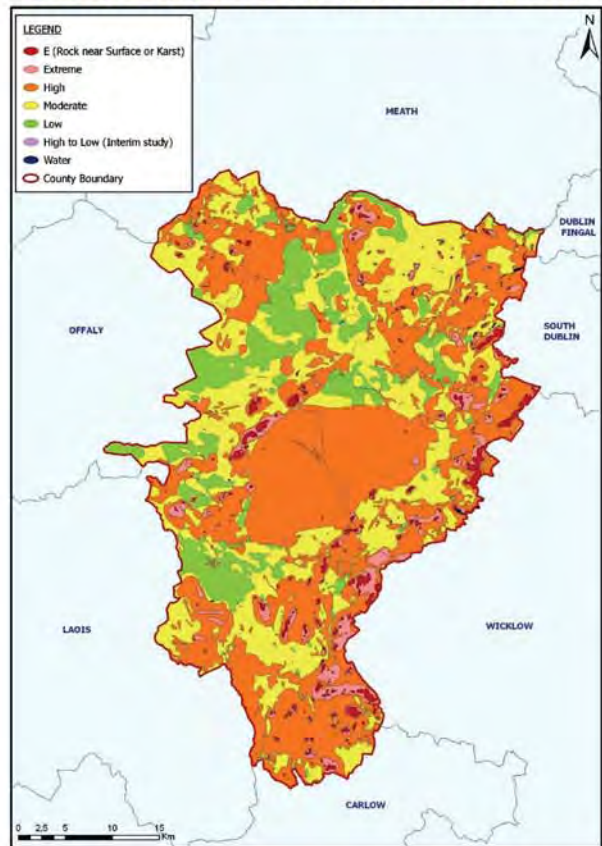 LEGEND
E (Rock near Surface or Karst)
Extreme
High
Moderate
Low
High to Low (Interim study)
Water
County Boundary
N
MEATH
DUBLIN
FINGAL
OFFALY
SOUTH
DUBLIN
LAOIS
WICKLOW
CARLOW
0 2.5 5 10 15
Km